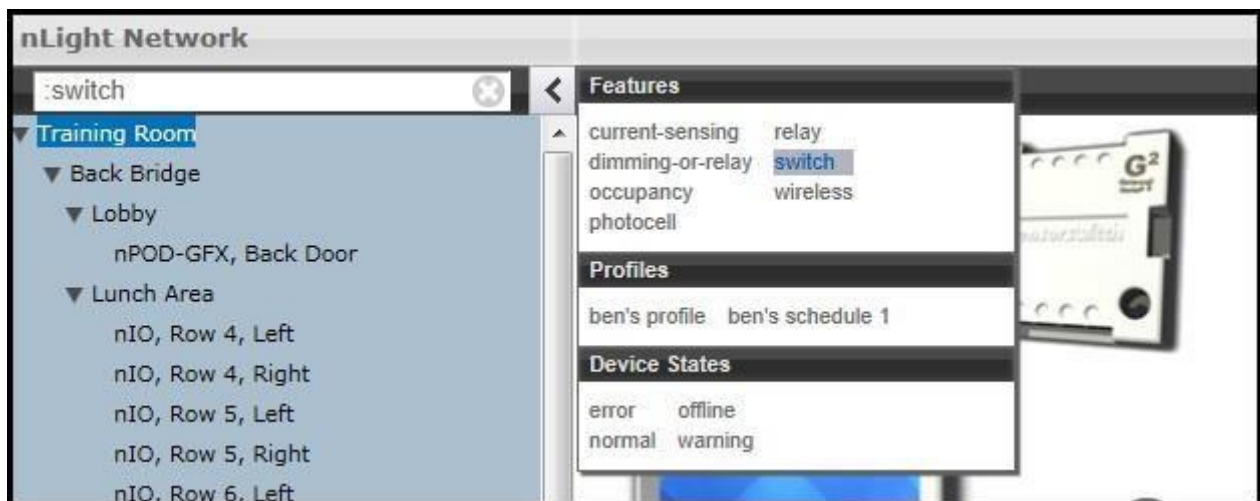 nLight Network
:switch
Training Room
Back Bridge
Lobby
nPOD-GFX, Back Door
Lunch Area
nIO, Row 4, Left
nIO, Row 4, Right
nIO, Row 5, Left
nIO, Row 5, Right
nIO, Row 6, Left
Features
current-sensing relay
dimming-or-relay switch
occupancy wireless
photocell
Profiles
ben's profile ben's schedule 1
Device States
error offline
normal warning
G²